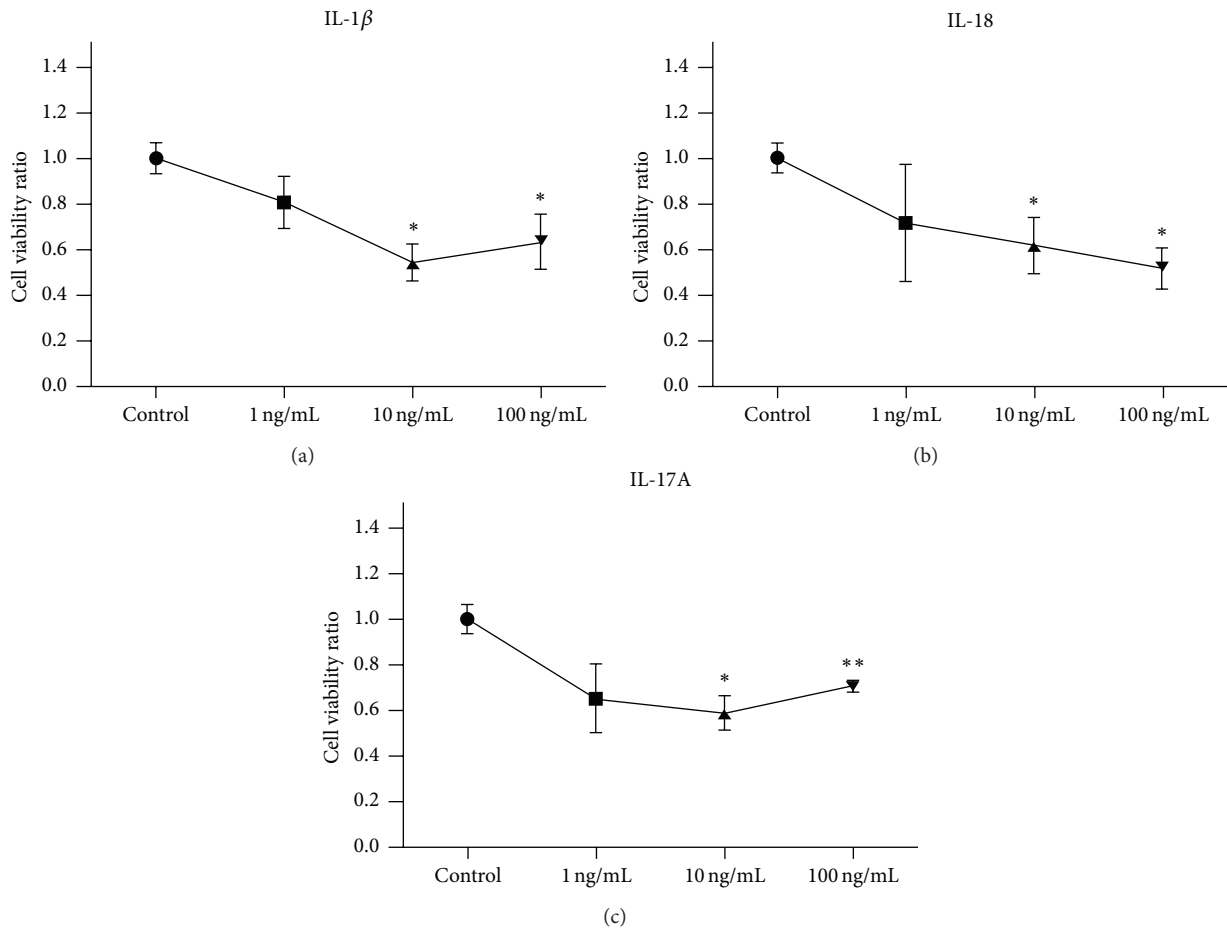 IL-1β
Cell viability ratio
1.4
1.2
1.0
0.8
0.6
0.4
0.2
0.0
*
*
Control
1 ng/mL
10 ng/mL
100 ng/mL
(a)
IL-18
Cell viability ratio
1.4
1.2
1.0
0.8
0.6
0.4
0.2
0.0
*
*
Control
1 ng/mL
10 ng/mL
100 ng/mL
(b)
IL-17A
Cell viability ratio
1.4
1.2
1.0
0.8
0.6
0.4
0.2
0.0
*
**
Control
1 ng/mL
10 ng/mL
100 ng/mL
(c)